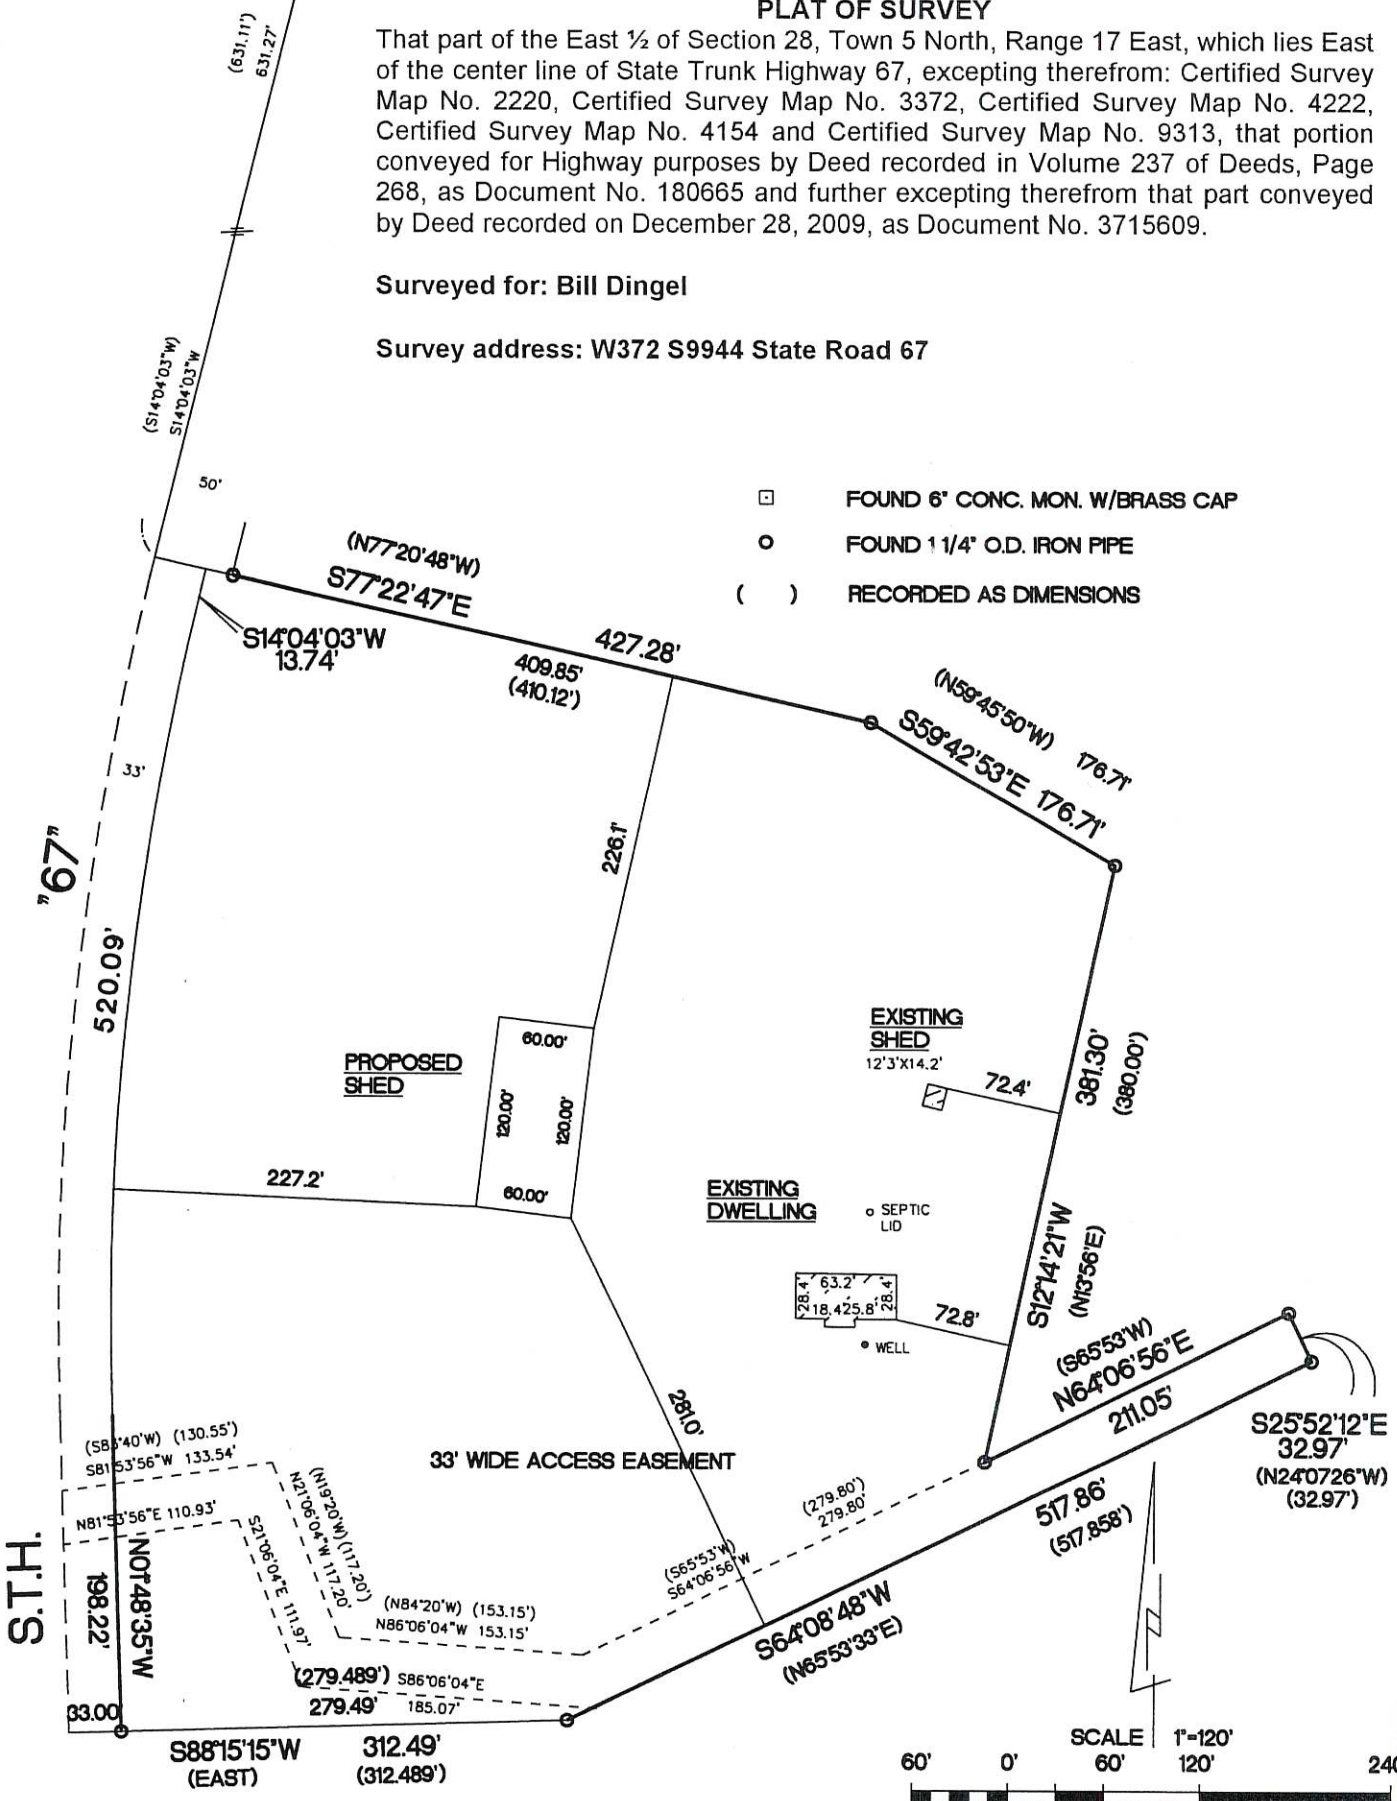 PLAT OF SURVEY
That part of the East ½ of Section 28, Town 5 North, Range 17 East, which lies East
of the center line of State Trunk Highway 67, excepting therefrom: Certified Survey
Map No. 2220, Certified Survey Map No. 3372, Certified Survey Map No. 4222,
Certified Survey Map No. 4154 and Certified Survey Map No. 9313, that portion
conveyed for Highway purposes by Deed recorded in Volume 237 of Deeds, Page
268, as Document No. 180665 and further excepting therefrom that part conveyed
by Deed recorded on December 28, 2009, as Document No. 3715609.
Surveyed for: Bill Dingel
Survey address: W372 S9944 State Road 67
(631.11')
631.27'
(S14°04'03"W)
S14°04'03"W
50'
FOUND 6" CONC. MON. W/BRASS CAP
FOUND 1 1/4" O.D. IRON PIPE
( ) RECORDED AS DIMENSIONS
(N77°20'48"W)
S77°22'47"E
427.28'
409.85'
(410.12')
S14°04'03"W
13.74'
(N59°45'50"W) 176.71'
S59°42'53"E 176.71'
33'
"67"
520.09'
226.1'
EXISTING
SHED
12'3'X14.2'
72.4'
381.30'
(380.00')
PROPOSED
SHED
60.00'
120.00'
120.00'
60.00'
227.2'
EXISTING
DWELLING
SEPTIC
LID
63.2'
28.4'
28.4'
18.4
25.8'
72.8'
WELL
S12°14'21"W
(N13°56'E)
(S65°53'W)
N64°06'56"E
211.05'
S25°52'12"E
32.97'
(N24°07'26"W)
(32.97')
281.0'
33' WIDE ACCESS EASEMENT
(S83°40'W) (130.55')
S81°53'56"W 133.54'
N81°53'56"E 110.93'
(N19°20'W) (117.20')
N21°06'04"W 117.20'
S21°06'04"E 111.97'
(N84°20'W) (153.15')
N86°06'04"W 153.15'
(279.80')
279.80'
(S65°53'W)
S64°06'56"W
517.86'
(517.858')
S64°08'48"W
(N65°53'33"E)
S.T.H.
198.22'
N01°48'35"W
(279.489') S86°06'04"E
279.49' 185.07'
33.00'
S88°15'15"W 312.49'
(EAST) (312.489')
SCALE 1"=120'
60' 0' 60' 120'